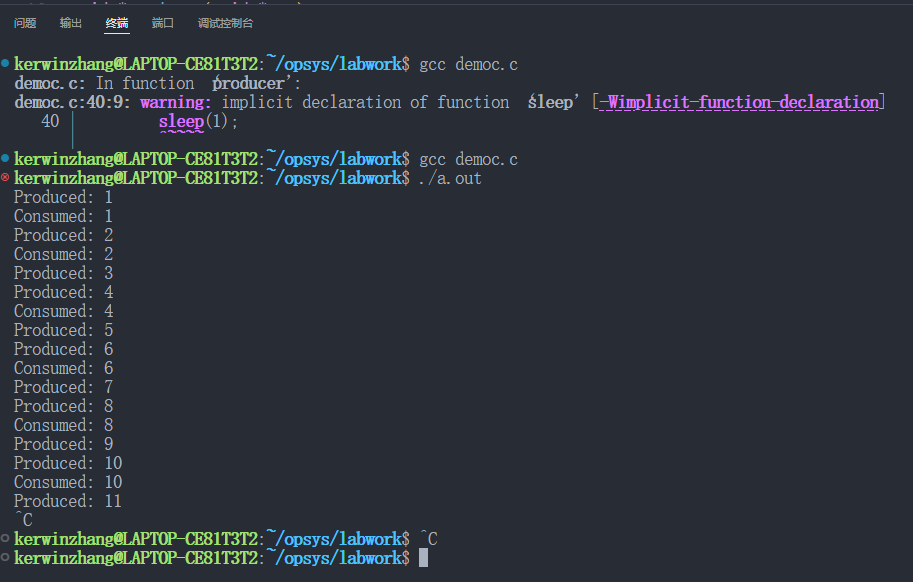 问题 输出 终端 端口 调试控制台
kerwinzhang@LAPTOP-CE81T3T2:~/opsys/labwork$ gcc democ.c
democ.c: In function ‘producer’:
democ.c:40:9: warning: implicit declaration of function ‘sleep’ [-Wimplicit-function-declaration]
   40 |         sleep(1);
      |         ^~~~~
kerwinzhang@LAPTOP-CE81T3T2:~/opsys/labwork$ gcc democ.c
kerwinzhang@LAPTOP-CE81T3T2:~/opsys/labwork$ ./a.out
Produced: 1
Consumed: 1
Produced: 2
Consumed: 2
Produced: 3
Produced: 4
Consumed: 4
Produced: 5
Produced: 6
Consumed: 6
Produced: 7
Produced: 8
Consumed: 8
Produced: 9
Produced: 10
Consumed: 10
Produced: 11
^C
kerwinzhang@LAPTOP-CE81T3T2:~/opsys/labwork$ ^C
kerwinzhang@LAPTOP-CE81T3T2:~/opsys/labwork$